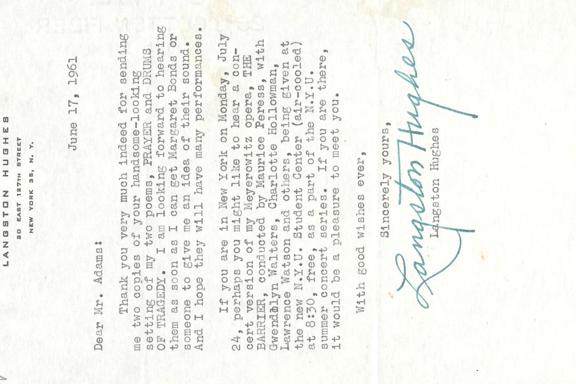 LANGSTON HUGHES
20 EAST 127TH STREET
NEW YORK 35, N. Y.
June 17, 1961
Dear Mr. Adams:
Thank you very much indeed for sending
me two copies of your handsome-looking
setting of my two poems, PRAYER and DRUMS
OF TRAGEDY. I am looking forward to hearing
them as soon as I can get Margaret Bonds or
someone to give me an idea of their sound.
And I hope they will have many performances.
If you are in New York on Monday, July
24, perhaps you might like to hear a con-
cert version of my Meyerowitz opera, THE
BARRIER, conducted by Maurice Peress, with
Gwendolyn Walters, Charlotte Hollowman,
Lawrence Watson and others, being given at
the new N.Y.U. Student Center (air-cooled)
at 8:30, free, as a part of the N.Y.U.
summer concert series. If you are there,
it would be a pleasure to meet you.
With good wishes ever,
Sincerely yours,
Langston Hughes
Langston Hughes